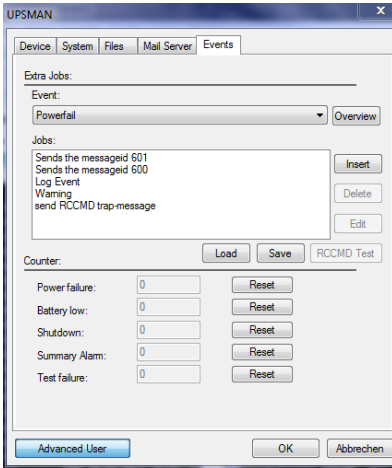 UPSMAN
x
Device System Files Mail Server Events
Extra Jobs:
Event:
Powerfail Overview
Jobs:
Sends the messageid 601
Sends the messageid 600
Log Event
Warning
send RCCMD trap-message
Insert
Delete
Edit
Load Save RCCMD Test
Counter:
Power failure: 0 Reset
Battery low: 0 Reset
Shutdown: 0 Reset
Summary Alarm: 0 Reset
Test failure: 0 Reset
Advanced User OK Abbrechen